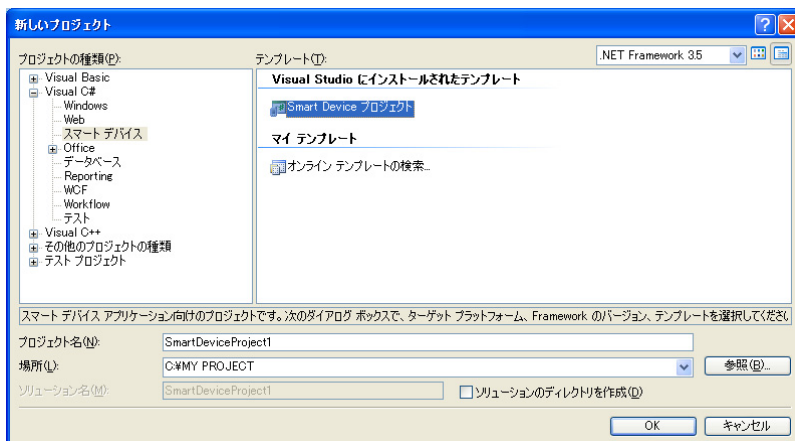 新しいプロジェクト
プロジェクトの種類(P):
テンプレート(T):
.NET Framework 3.5
Visual Basic
Visual C#
Windows
Web
スマート デバイス
Office
データベース
Reporting
WCF
Workflow
テスト
Visual C++
その他のプロジェクトの種類
テスト プロジェクト
Visual Studio にインストールされたテンプレート
Smart Device プロジェクト
マイ テンプレート
オンライン テンプレートの検索...
スマート デバイス アプリケーション向けのプロジェクトです。次のダイアログ ボックスで、ターゲット プラットフォーム、Framework のバージョン、テンプレートを選択してくださ
プロジェクト名(N):
SmartDeviceProject1
場所(L):
C:¥MY PROJECT
参照(B)...
ソリューション名(M):
SmartDeviceProject1
ソリューションのディレクトリを作成(D)
OK
キャンセル